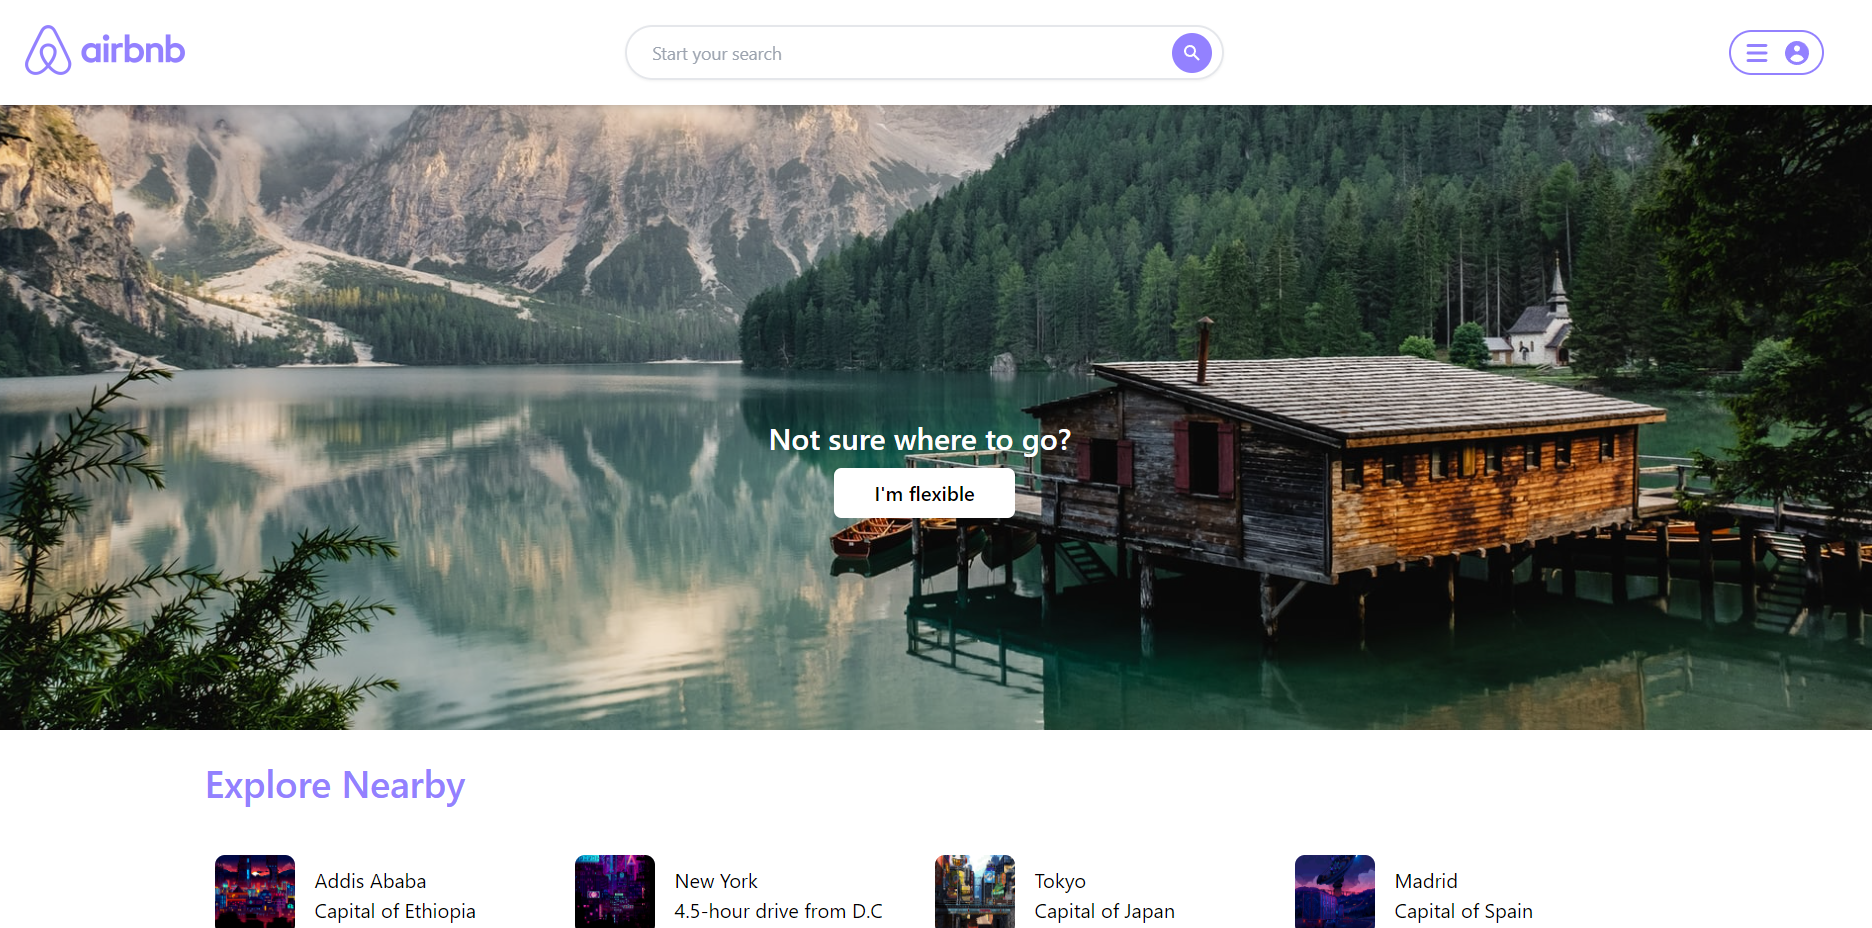 airbnb
Start your search
Not sure where to go?
I'm flexible
Explore Nearby
Addis Ababa
Capital of Ethiopia
New York
4.5-hour drive from D.C
Tokyo
Capital of Japan
Madrid
Capital of Spain